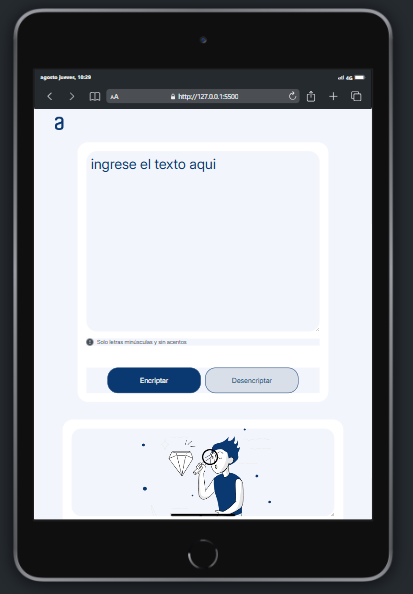 agosto jueves, 10:29
4G
AA http://127.0.0.1:5500
a
ingrese el texto aqui
Solo letras minúsculas y sin acentos
Encriptar Desencriptar